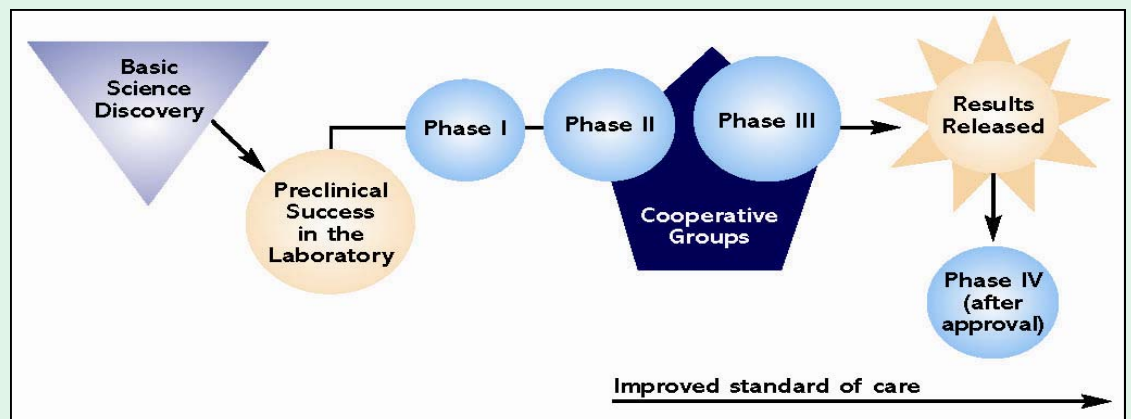 Basic
Science
Discovery
Preclinical
Success
in the
Laboratory
Phase I
Phase II
Phase III
Cooperative
Groups
Results
Released
Phase IV
(after
approval)
Improved standard of care